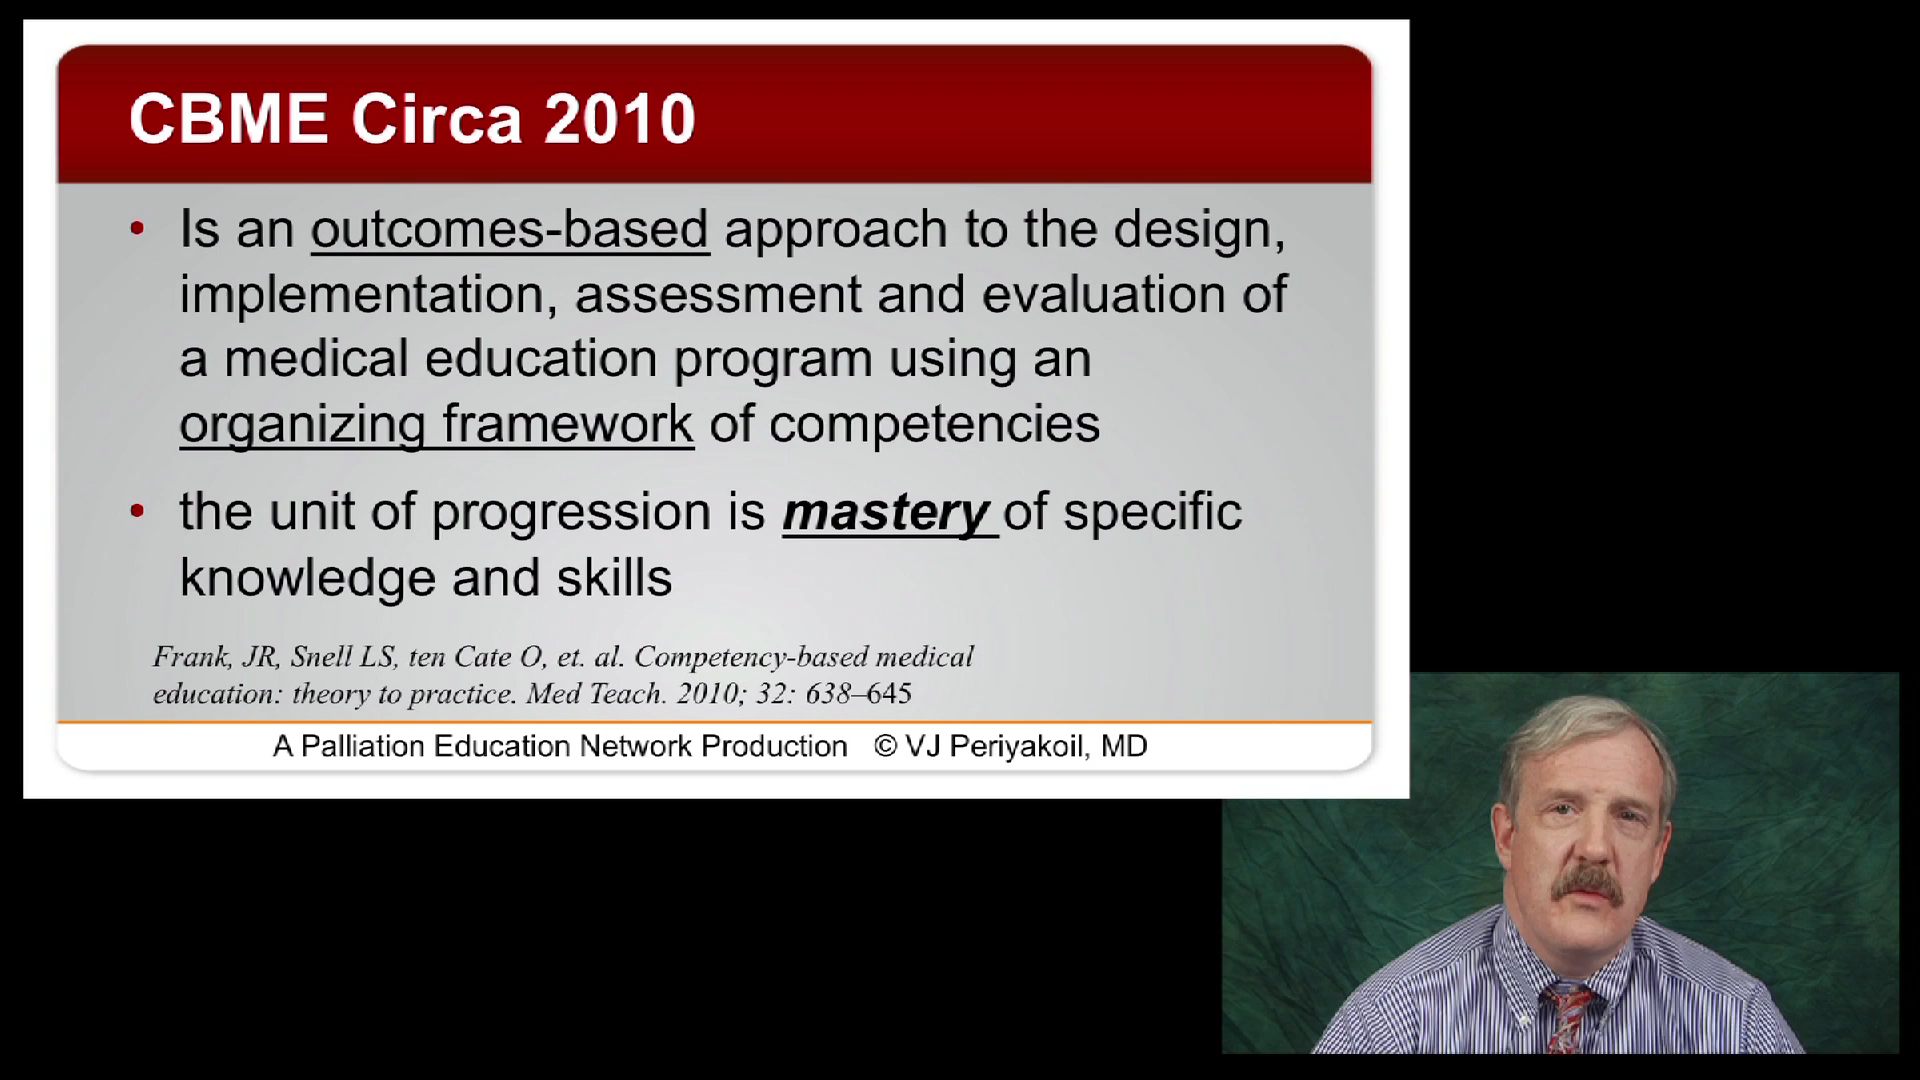 CBME Circa 2010
• Is an outcomes-based approach to the design,
implementation, assessment and evaluation of
a medical education program using an
organizing framework of competencies
• the unit of progression is mastery of specific
knowledge and skills
Frank, JR, Snell LS, ten Cate O, et. al. Competency-based medical
education: theory to practice. Med Teach. 2010; 32: 638–645
A Palliation Education Network Production © VJ Periyakoil, MD